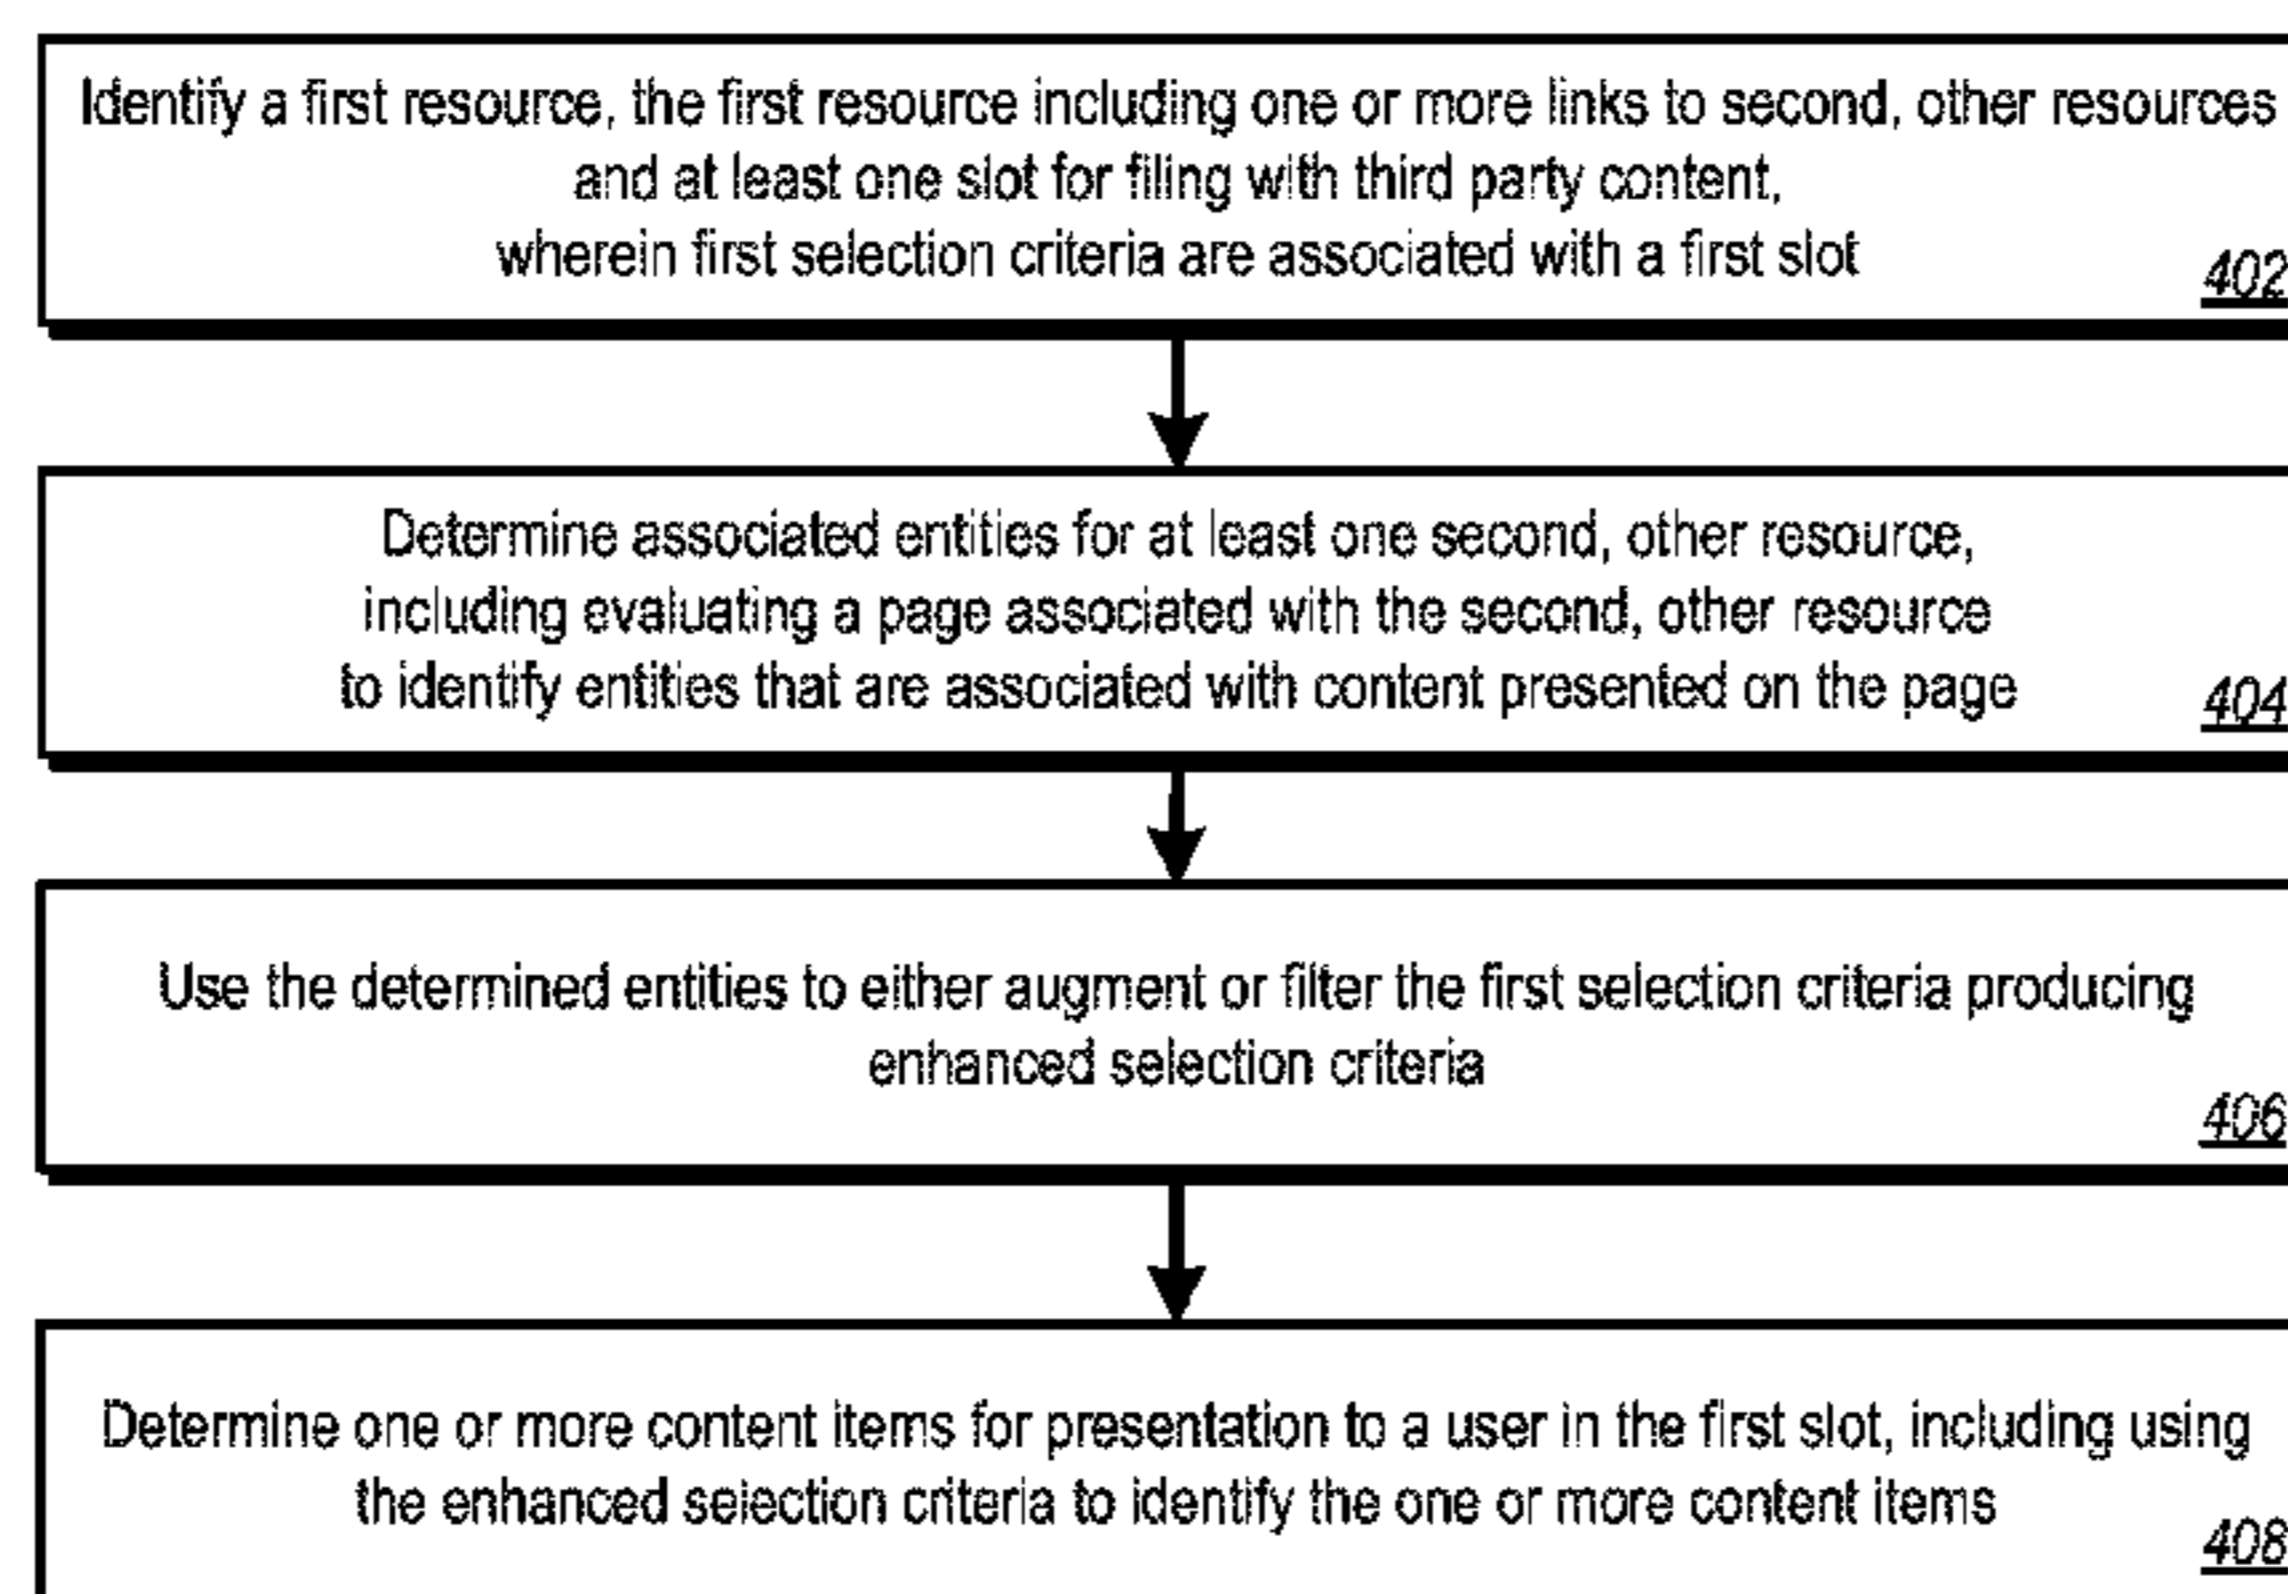 Identify a first resource, the first resource including one or more links to second, other resources
and at least one slot for filing with third party content,
wherein first selection criteria are associated with a first slot
402
Determine associated entities for at least one second, other resource,
including evaluating a page associated with the second, other resource
to identify entities that are associated with content presented on the page
404
Use the determined entities to either augment or filter the first selection criteria producing
enhanced selection criteria
406
Determine one or more content items for presentation to a user in the first slot, including using
the enhanced selection criteria to identify the one or more content items
408